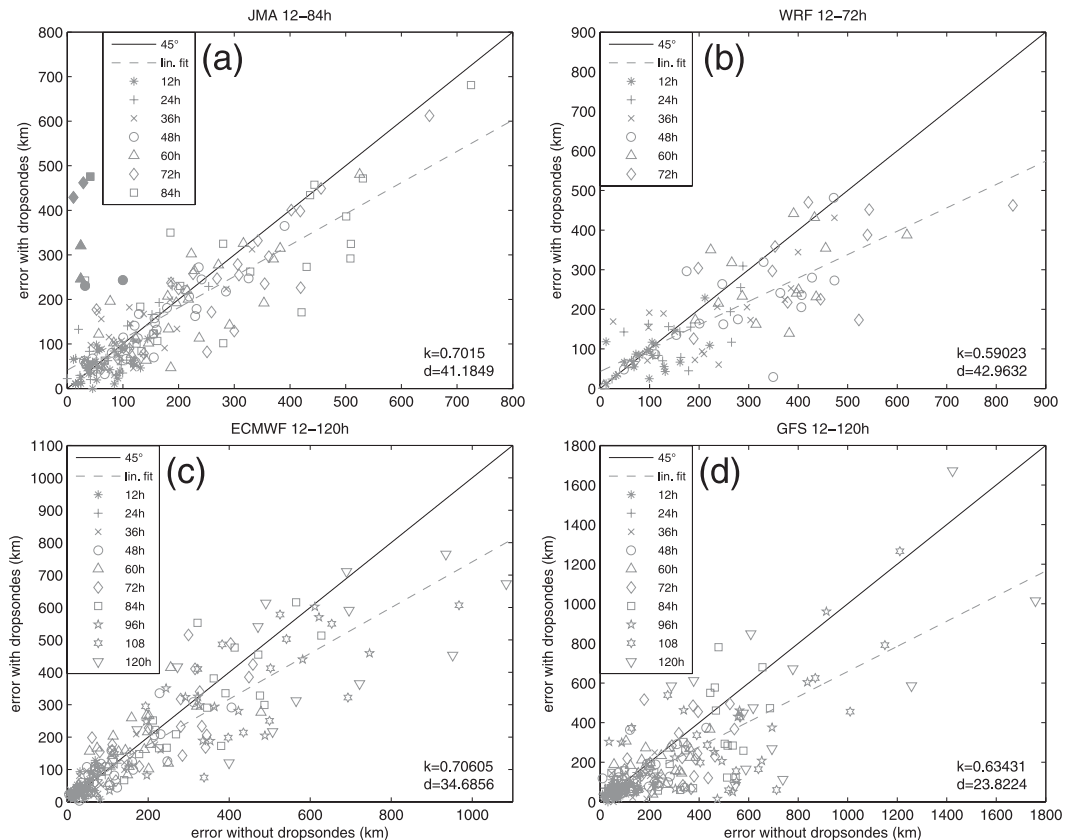 JMA 12–84h
800
700
600
500
400
300
200
100
0
0 100 200 300 400 500 600 700 800
error with dropsondes (km)
45°
lin. fit
12h
24h
36h
48h
60h
72h
84h
(a)
k=0.7015
d=41.1849
WRF 12–72h
900
800
700
600
500
400
300
200
100
0
0 100 200 300 400 500 600 700 800 900
error with dropsondes (km)
45°
lin. fit
12h
24h
36h
48h
60h
72h
(b)
k=0.59023
d=42.9632
ECMWF 12–120h
1100
1000
900
800
700
600
500
400
300
200
100
0
0 200 400 600 800 1000
error with dropsondes (km)
error without dropsondes (km)
45°
lin. fit
12h
24h
36h
48h
60h
72h
84h
96h
108
120h
(c)
k=0.70605
d=34.6856
GFS 12–120h
1800
1600
1400
1200
1000
800
600
400
200
0
0 200 400 600 800 1000 1200 1400 1600 1800
error with dropsondes (km)
error without dropsondes (km)
45°
lin. fit
12h
24h
36h
48h
60h
72h
84h
96h
108
120h
(d)
k=0.63431
d=23.8224